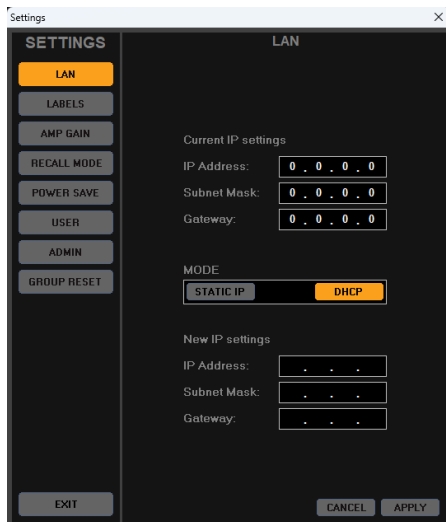 Settings
SETTINGS
LAN
LABELS
AMP GAIN
RECALL MODE
POWER SAVE
USER
ADMIN
GROUP RESET
EXIT
LAN
Current IP settings
IP Address: 0 . 0 . 0 . 0
Subnet Mask: 0 . 0 . 0 . 0
Gateway: 0 . 0 . 0 . 0
MODE
STATIC IP DHCP
New IP settings
IP Address: . . .
Subnet Mask: . . .
Gateway: . . .
CANCEL APPLY